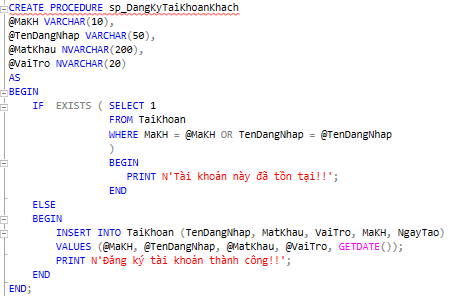 CREATE PROCEDURE sp_DangKyTaiKhoanKhach
@MaKH VARCHAR(10),
@TenDangNhap VARCHAR(50),
@MatKhau NVARCHAR(200),
@VaiTro NVARCHAR(20)
AS
BEGIN
IF EXISTS ( SELECT 1
FROM TaiKhoan
WHERE MaKH = @MaKH OR TenDangNhap = @TenDangNhap
)
BEGIN
PRINT N'Tài khoản này đã tồn tại!!';
END
ELSE
BEGIN
INSERT INTO TaiKhoan (TenDangNhap, MatKhau, VaiTro, MaKH, NgayTao)
VALUES (@MaKH, @TenDangNhap, @MatKhau, @VaiTro, GETDATE());
PRINT N'Đăng ký tài khoản thành công!!';
END
END;